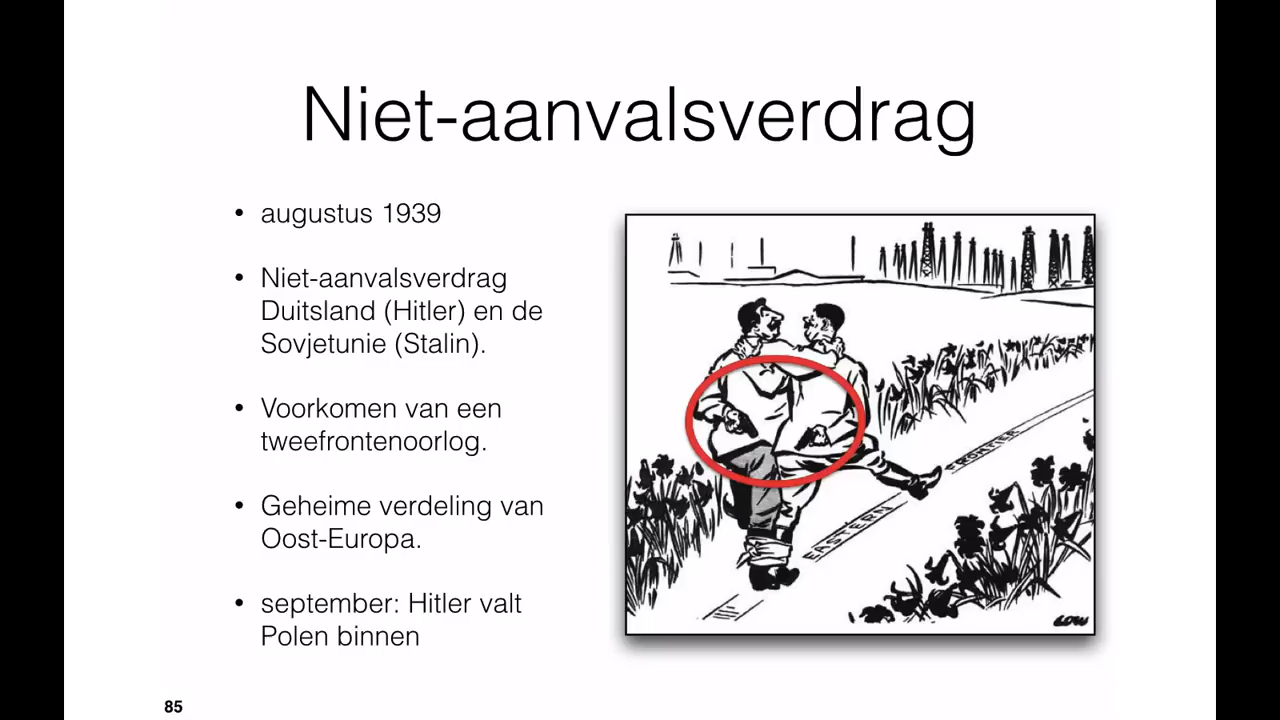 Niet-aanvalsverdrag
• augustus 1939
• Niet-aanvalsverdrag
Duitsland (Hitler) en de
Sovjetunie (Stalin).
• Voorkomen van een
tweefrontenoorlog.
• Geheime verdeling van
Oost-Europa.
• september: Hitler valt
Polen binnen
EASTERN FRONTIER
LOW
85